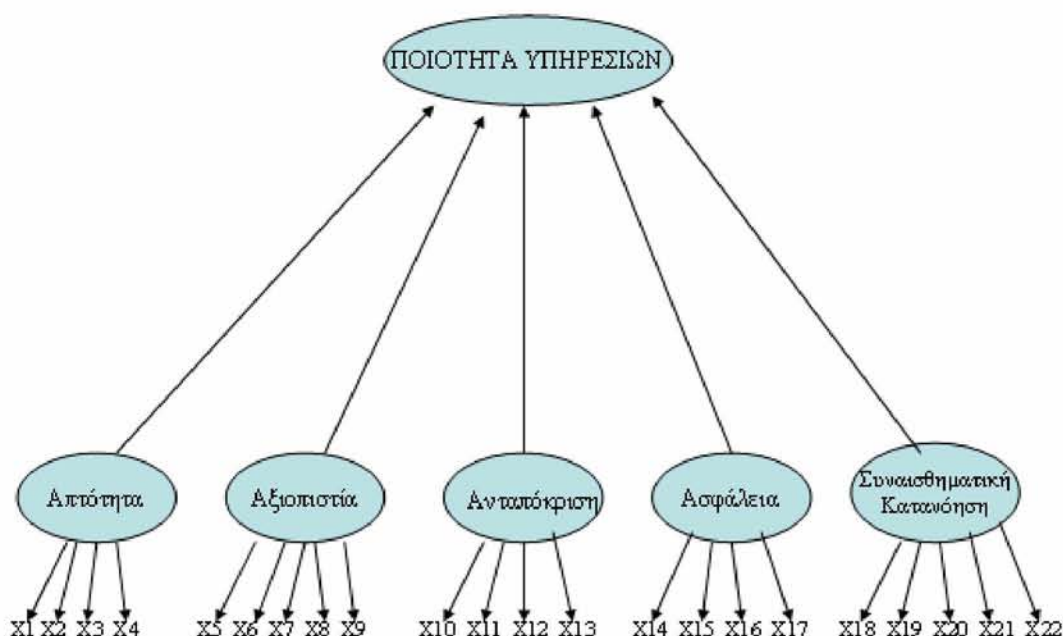 ΠΟΙΟΤΗΤΑ ΥΠΗΡΕΣΙΩΝ
Απτότητα Αξιοπιστία Ανταπόκριση Ασφάλεια Συναισθηματική
Κατανόηση
X1 X2 X3 X4 X5 X6 X7 X8 X9 X10 X11 X12 X13 X14 X15 X16 X17 X18 X19 X20 X21 X22